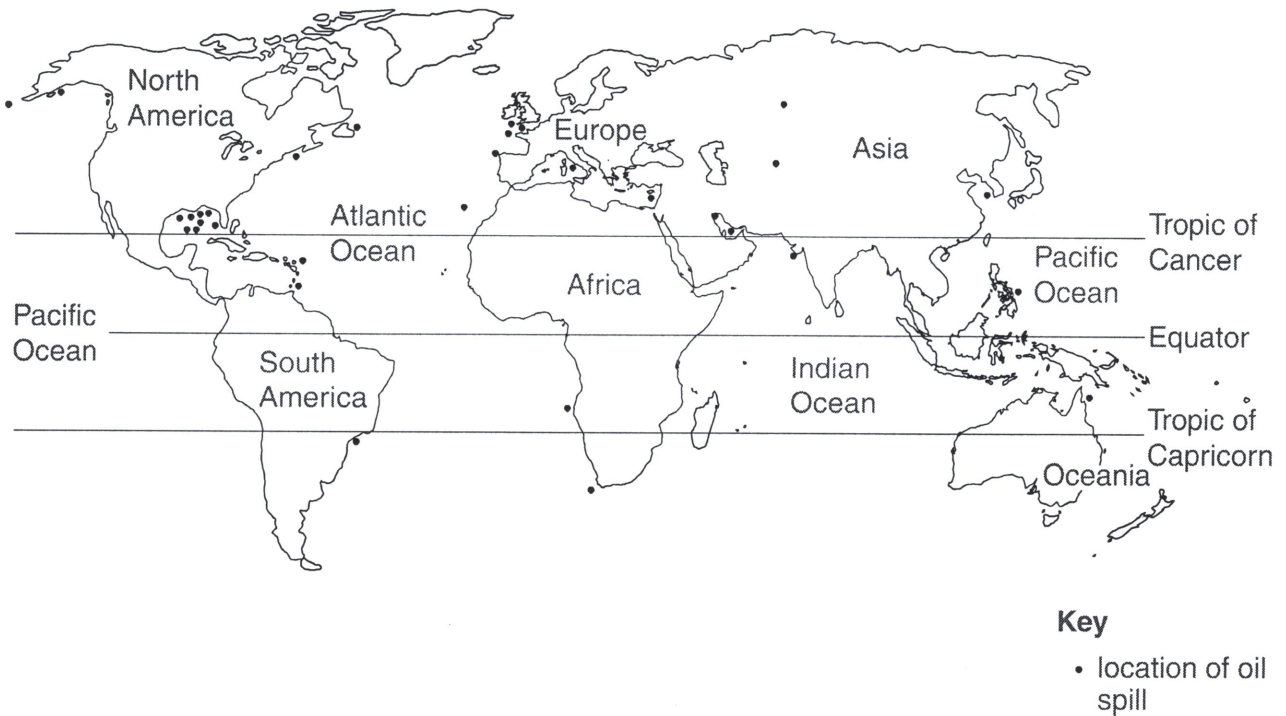 North
America
Europe
Asia
Atlantic
Ocean
Tropic of
Cancer
Pacific
Ocean
Africa
Pacific
Ocean
Equator
South
America
Indian
Ocean
Tropic of
Capricorn
Oceania
Key
• location of oil
spill